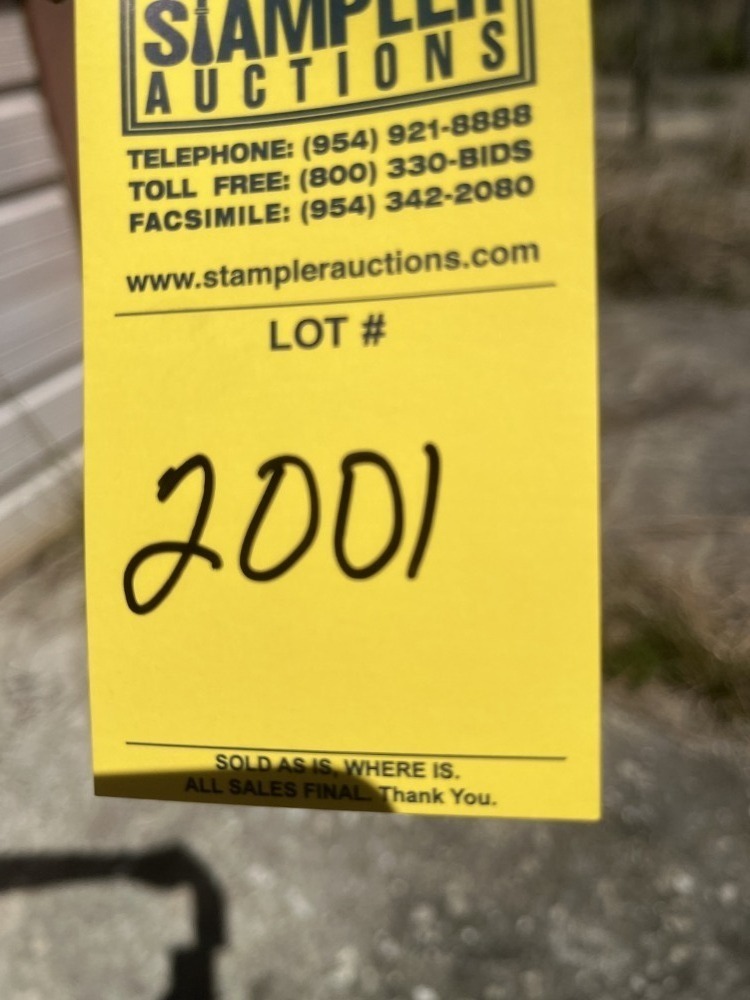 STAMPLER
AUCTIONS
TELEPHONE: (954) 921-8888
TOLL FREE: (800) 330-BIDS
FACSIMILE: (954) 342-2080
www.stamplerauctions.com
LOT #
2001
SOLD AS IS, WHERE IS.
ALL SALES FINAL. Thank You.